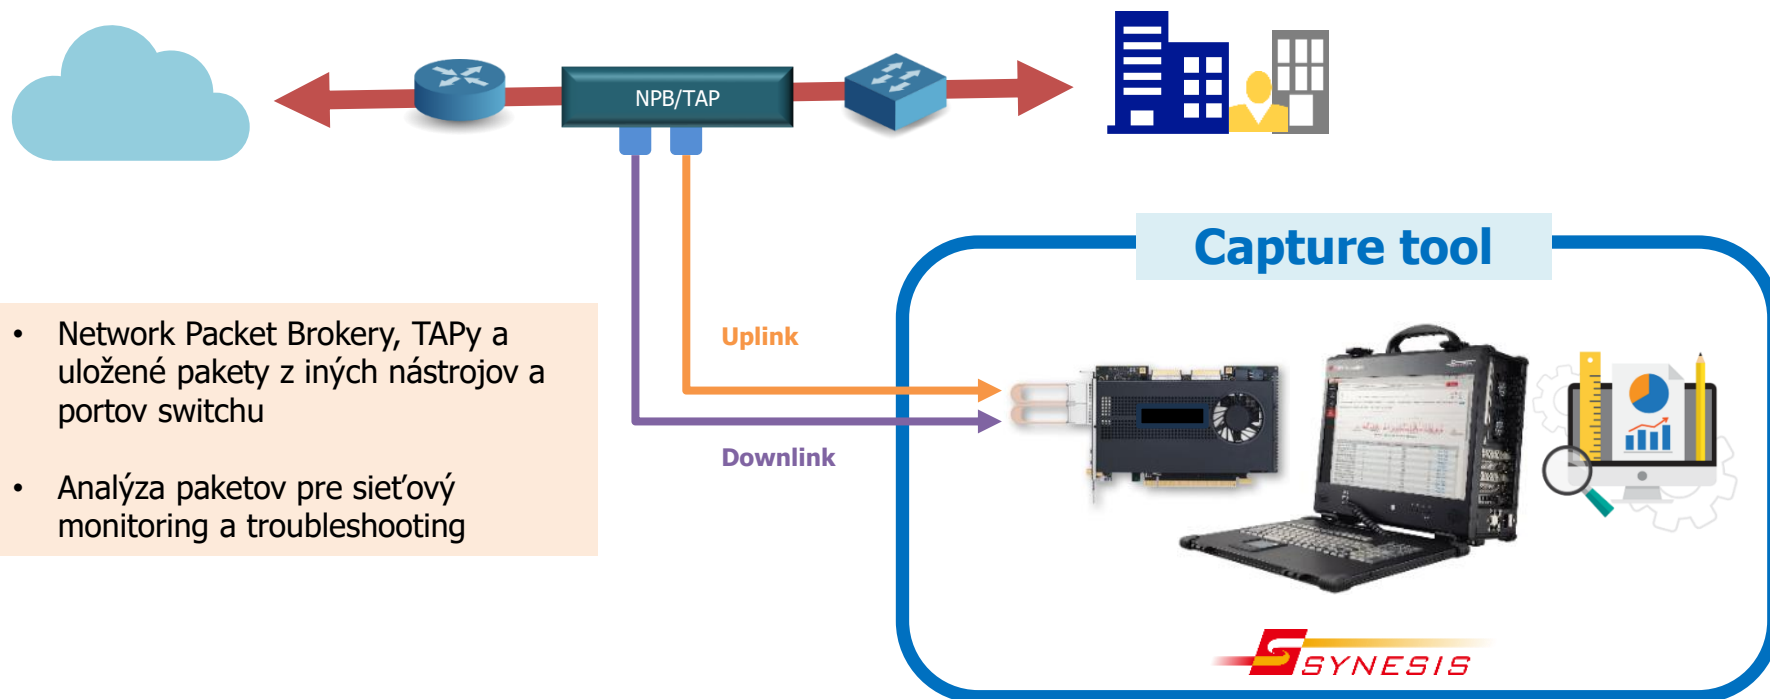 NPB/TAP
Capture tool
• Network Packet Brokery, TAPy a
uložené pakety z iných nástrojov a
portov switchu
• Analýza paketov pre sieťový
monitoring a troubleshooting
Uplink
Downlink
SYNESIS